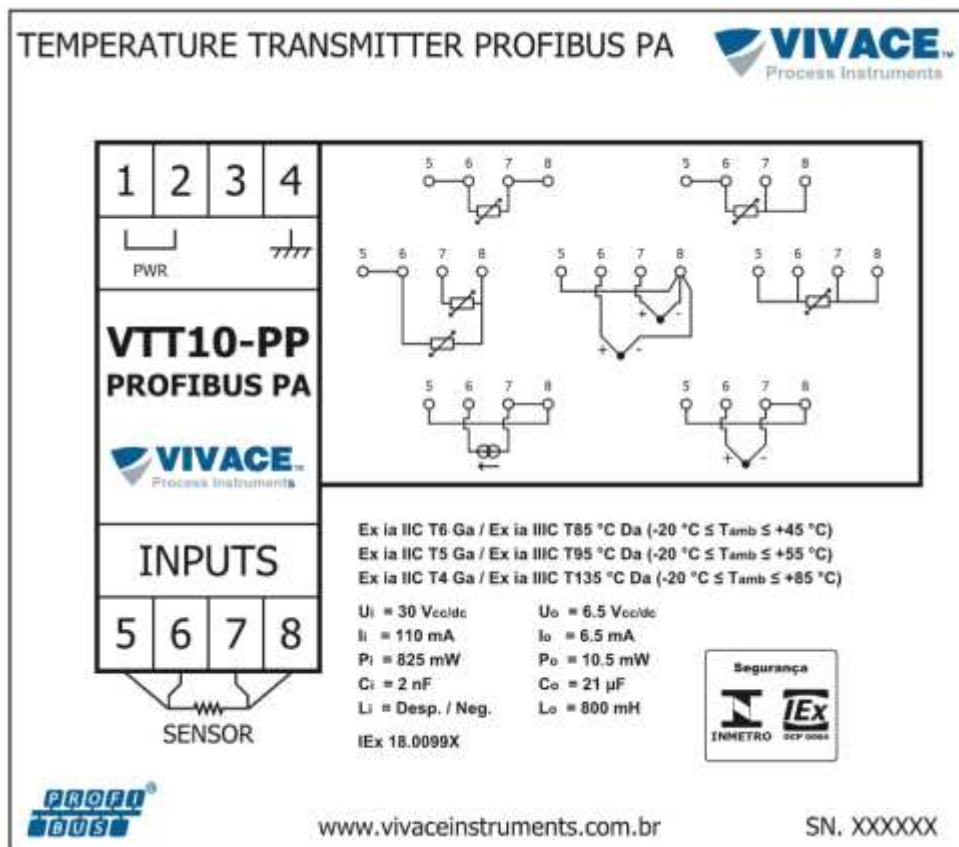 TEMPERATURE TRANSMITTER PROFIBUS PA
VIVACE™
Process Instruments
1 2 3 4
PWR
VTT10-PP
PROFIBUS PA
VIVACE™
Process Instruments
INPUTS
5 6 7 8
SENSOR
5 6 7 8
5 6 7 8
5 6 7 8
5 6 7 8
+ -
+ -
5 6 7 8
5 6 7 8
5 6 7 8
+ -
Ex ia IIC T6 Ga / Ex ia IIIC T85 °C Da (-20 °C ≤ Tamb ≤ +45 °C)
Ex ia IIC T5 Ga / Ex ia IIIC T95 °C Da (-20 °C ≤ Tamb ≤ +55 °C)
Ex ia IIC T4 Ga / Ex ia IIIC T135 °C Da (-20 °C ≤ Tamb ≤ +85 °C)
Ui = 30 Vcc/dc Uo = 6.5 Vcc/dc
Ii = 110 mA Io = 6.5 mA
Pi = 825 mW Po = 10.5 mW
Ci = 2 nF Co = 21 µF
Li = Desp. / Neg. Lo = 800 mH
IEx 18.0099X
Segurança
INMETRO
IEx
OCP 0064
PROFI®
BUS
www.vivaceinstruments.com.br
SN. XXXXXX